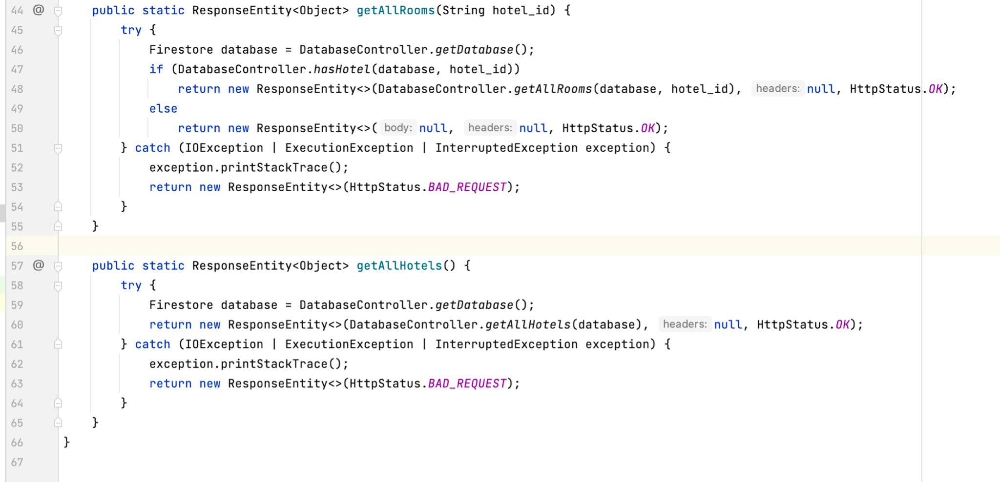 44 @ public static ResponseEntity<Object> getAllRooms(String hotel_id) {
45 try {
46 Firestore database = DatabaseController.getDatabase();
47 if (DatabaseController.hasHotel(database, hotel_id))
48 return new ResponseEntity<>(DatabaseController.getAllRooms(database, hotel_id), headers: null, HttpStatus.OK);
49 else
50 return new ResponseEntity<>( body: null, headers: null, HttpStatus.OK);
51 } catch (IOException | ExecutionException | InterruptedException exception) {
52 exception.printStackTrace();
53 return new ResponseEntity<>(HttpStatus.BAD_REQUEST);
54 }
55 }
56
57 @ public static ResponseEntity<Object> getAllHotels() {
58 try {
59 Firestore database = DatabaseController.getDatabase();
60 return new ResponseEntity<>(DatabaseController.getAllHotels(database), headers: null, HttpStatus.OK);
61 } catch (IOException | ExecutionException | InterruptedException exception) {
62 exception.printStackTrace();
63 return new ResponseEntity<>(HttpStatus.BAD_REQUEST);
64 }
65 }
66 }
67